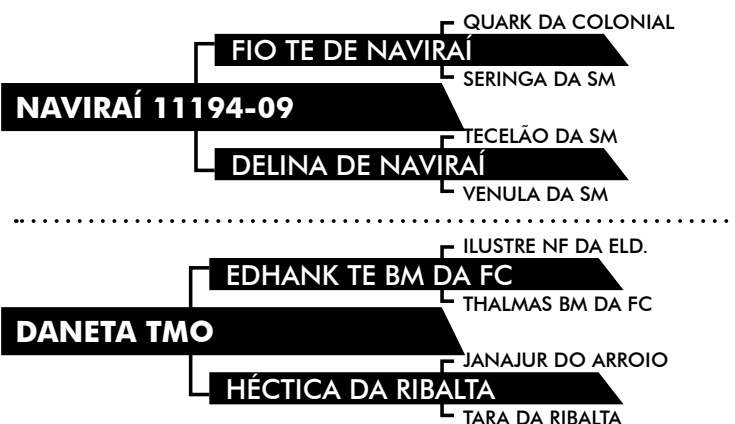 QUARK DA COLONIAL
FIO TE DE NAVIRAÍ
SERINGA DA SM
NAVIRAÍ 11194-09
TECELÃO DA SM
DELINA DE NAVIRAÍ
VENULA DA SM
ILUSTRE NF DA ELD.
EDHANK TE BM DA FC
THALMAS BM DA FC
DANETA TMO
JANAJUR DO ARROIO
HÉCTICA DA RIBALTA
TARA DA RIBALTA